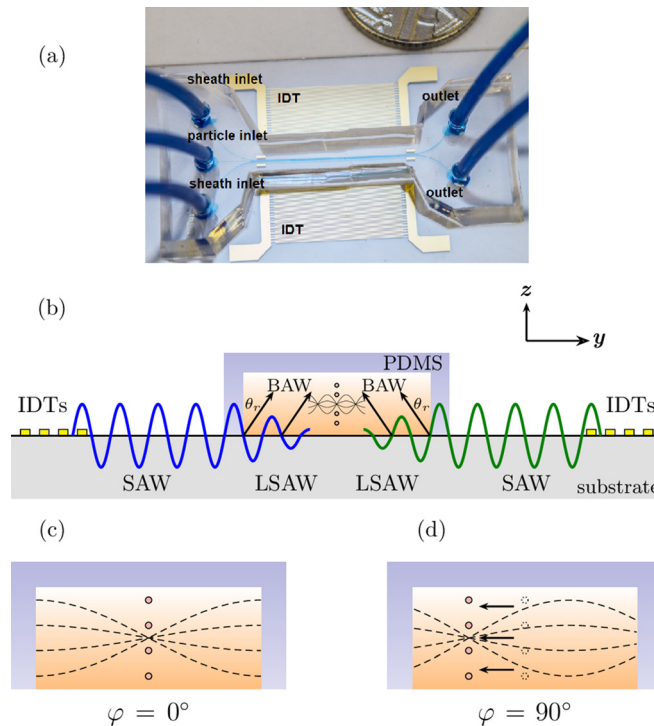 (a)
sheath inlet
IDT
outlet
particle inlet
sheath inlet
outlet
IDT
(b)
z
y
PDMS
IDTs
BAW
BAW
IDTs
θr
θr
SAW
LSAW
LSAW
SAW
substrate
(c)
(d)
φ = 0°
φ = 90°